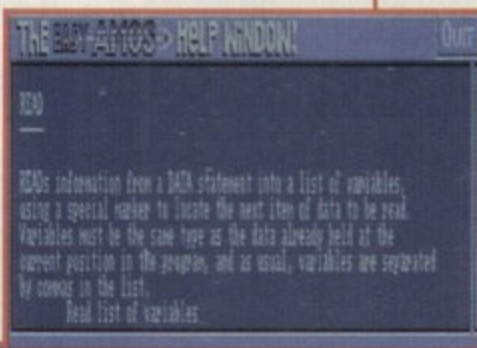 THE EASY AMOS > HELP WINDOW!
QUIT
READ
READs information from a DATA statement into a list of variables,
using a special marker to locate the next item of data to be read.
Variables must be the same type as the data already held at the
current position in the program, and as usual, variables are separated
by commas in the list.
Read list of variables